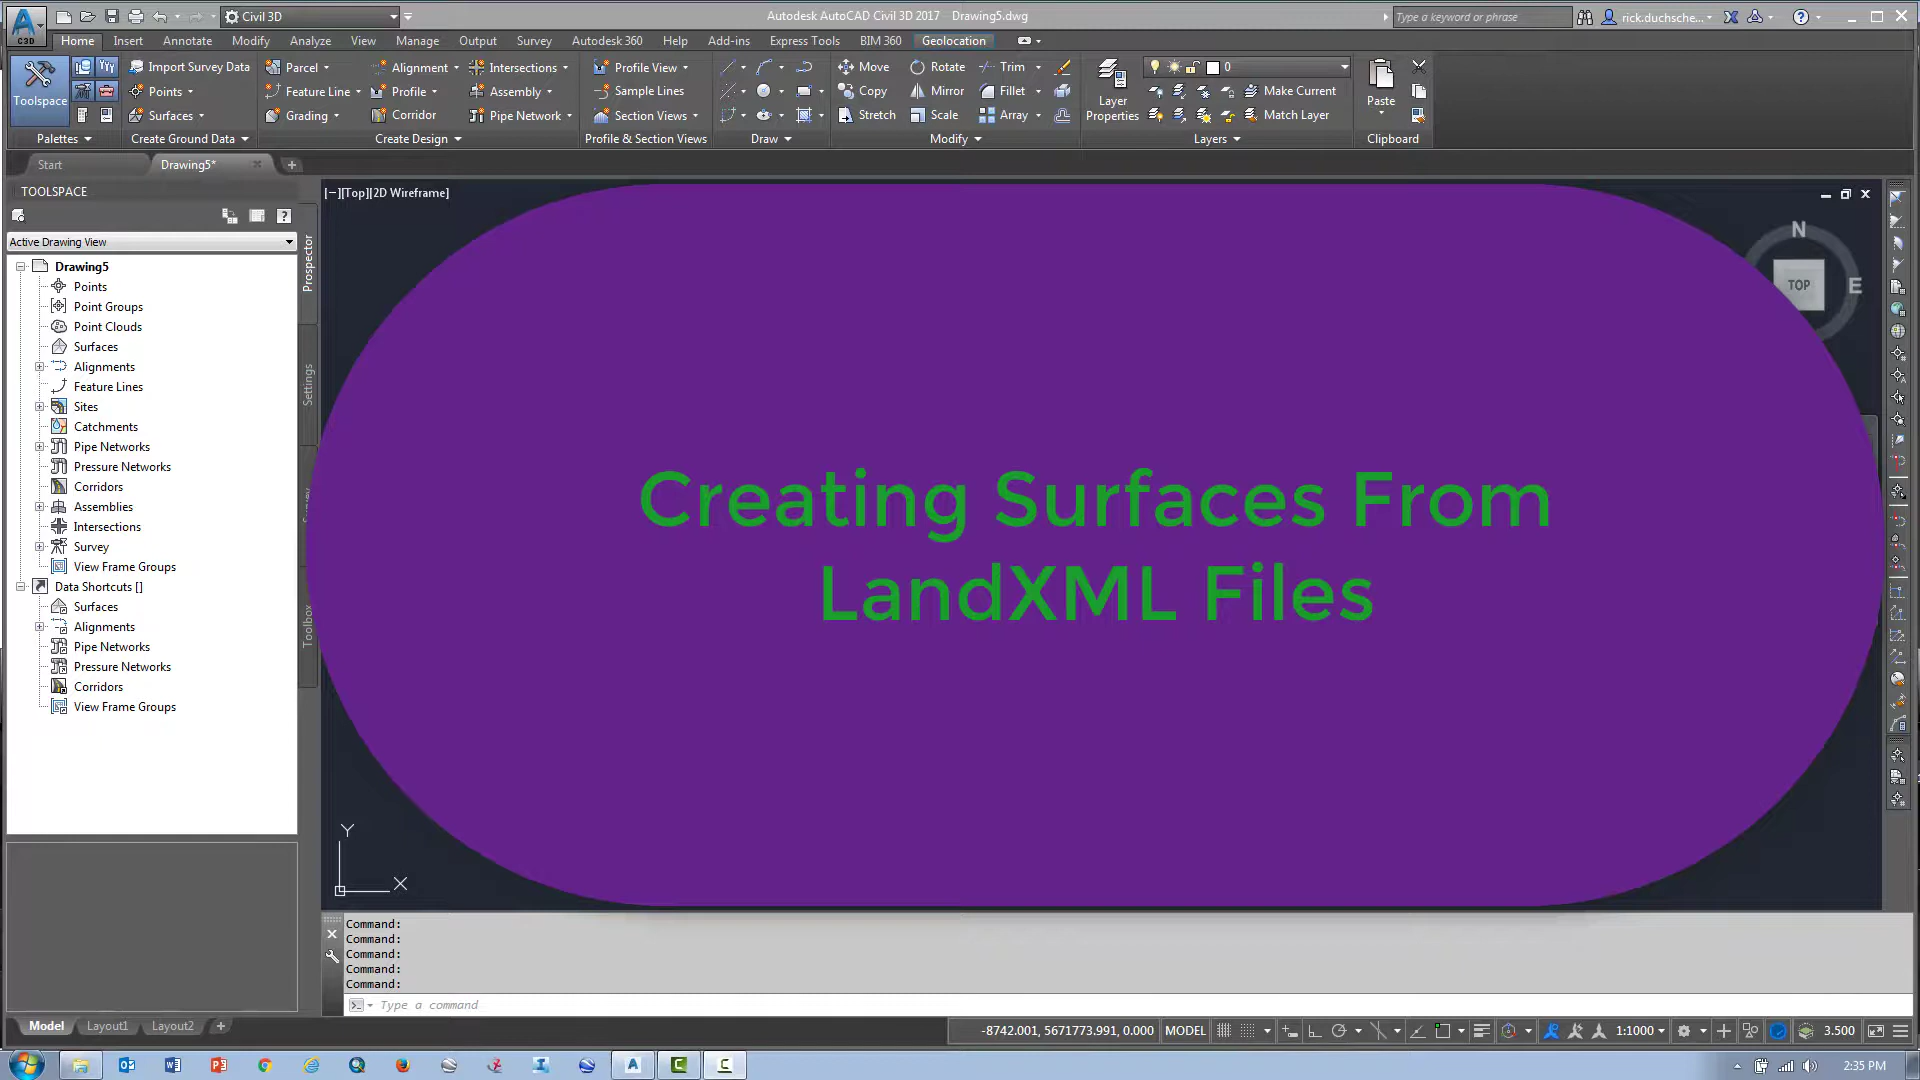 Civil 3D
Autodesk AutoCAD Civil 3D 2017 Drawing5.dwg
Type a keyword or phrase
rick.duchsche...
C3D
Home Insert Annotate Modify Analyze View Manage Output Survey Autodesk 360 Help Add-ins Express Tools BIM 360 Geolocation
Import Survey Data Parcel Alignment Intersections Profile View Move Rotate Trim 0
Toolspace Points Feature Line Profile Assembly Sample Lines Copy Mirror Fillet Layer Properties Make Current Paste
Surfaces Grading Corridor Pipe Network Section Views Stretch Scale Array Match Layer
Palettes Create Ground Data Create Design Profile & Section Views Draw Modify Layers Clipboard
Start Drawing5*
TOOLSPACE
[−][Top][2D Wireframe]
Active Drawing View
Prospector
Settings
Toolbox
Drawing5
Points
Point Groups
Point Clouds
Surfaces
Alignments
Feature Lines
Sites
Catchments
Pipe Networks
Pressure Networks
Corridors
Assemblies
Intersections
Survey
View Frame Groups
Data Shortcuts []
Surfaces
Alignments
Pipe Networks
Pressure Networks
Corridors
View Frame Groups
N
TOP
E
Creating Surfaces From
LandXML Files
Y
X
Command:
Command:
Command:
Command:
Command:
Type a command
Model Layout1 Layout2 +
-8742.001, 5671773.991, 0.000 MODEL 1:1000 3.500
2:35 PM